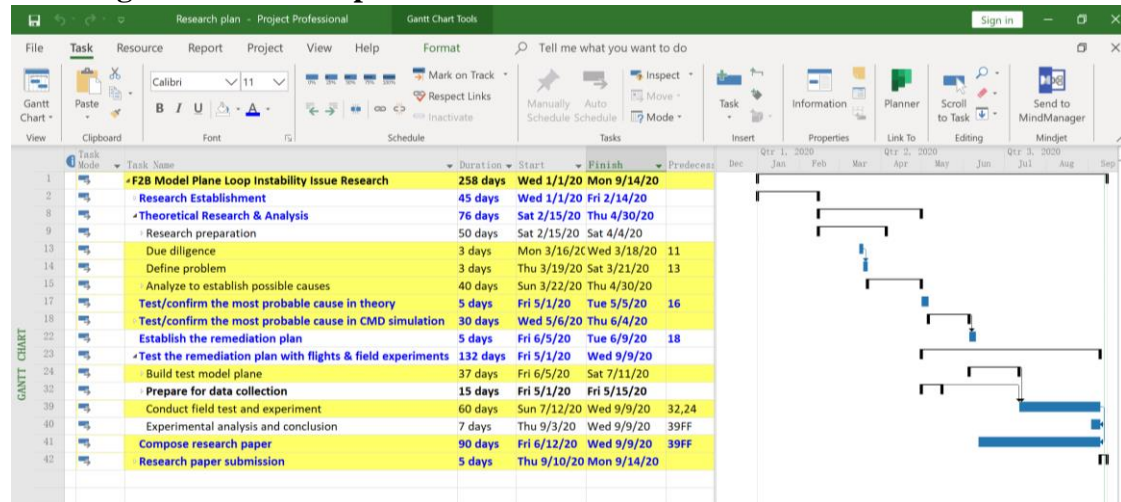 Research plan - Project Professional Gantt Chart Tools Sign in
File Task Resource Report Project View Help Format Tell me what you want to do
Gantt Chart
Paste
Calibri 11
B I U A
0% 25% 50% 75% 100%
Mark on Track
Respect Links
Inactivate
Manually Schedule
Auto Schedule
Inspect
Move
Mode
Task
Information
Planner
Scroll to Task
Send to MindManager
View Clipboard Font Schedule Tasks Insert Properties Link To Editing Mindjet
Qtr 1, 2020 Qtr 2, 2020 Qtr 3, 2020
Task Mode Task Name Duration Start Finish Predecess Dec Jan Feb Mar Apr May Jun Jul Aug Sep
1 F2B Model Plane Loop Instability Issue Research 258 days Wed 1/1/20 Mon 9/14/20
2 Research Establishment 45 days Wed 1/1/20 Fri 2/14/20
8 Theoretical Research & Analysis 76 days Sat 2/15/20 Thu 4/30/20
9 Research preparation 50 days Sat 2/15/20 Sat 4/4/20
13 Due diligence 3 days Mon 3/16/20 Wed 3/18/20 11
14 Define problem 3 days Thu 3/19/20 Sat 3/21/20 13
15 Analyze to establish possible causes 40 days Sun 3/22/20 Thu 4/30/20
17 Test/confirm the most probable cause in theory 5 days Fri 5/1/20 Tue 5/5/20 16
18 Test/confirm the most probable cause in CMD simulation 30 days Wed 5/6/20 Thu 6/4/20
22 Establish the remediation plan 5 days Fri 6/5/20 Tue 6/9/20 18
23 Test the remediation plan with flights & field experiments 132 days Fri 5/1/20 Wed 9/9/20
24 Build test model plane 37 days Fri 6/5/20 Sat 7/11/20
32 Prepare for data collection 15 days Fri 5/1/20 Fri 5/15/20
39 Conduct field test and experiment 60 days Sun 7/12/20 Wed 9/9/20 32,24
40 Experimental analysis and conclusion 7 days Thu 9/3/20 Wed 9/9/20 39FF
41 Compose research paper 90 days Fri 6/12/20 Wed 9/9/20 39FF
42 Research paper submission 5 days Thu 9/10/20 Mon 9/14/20
GANTT CHART